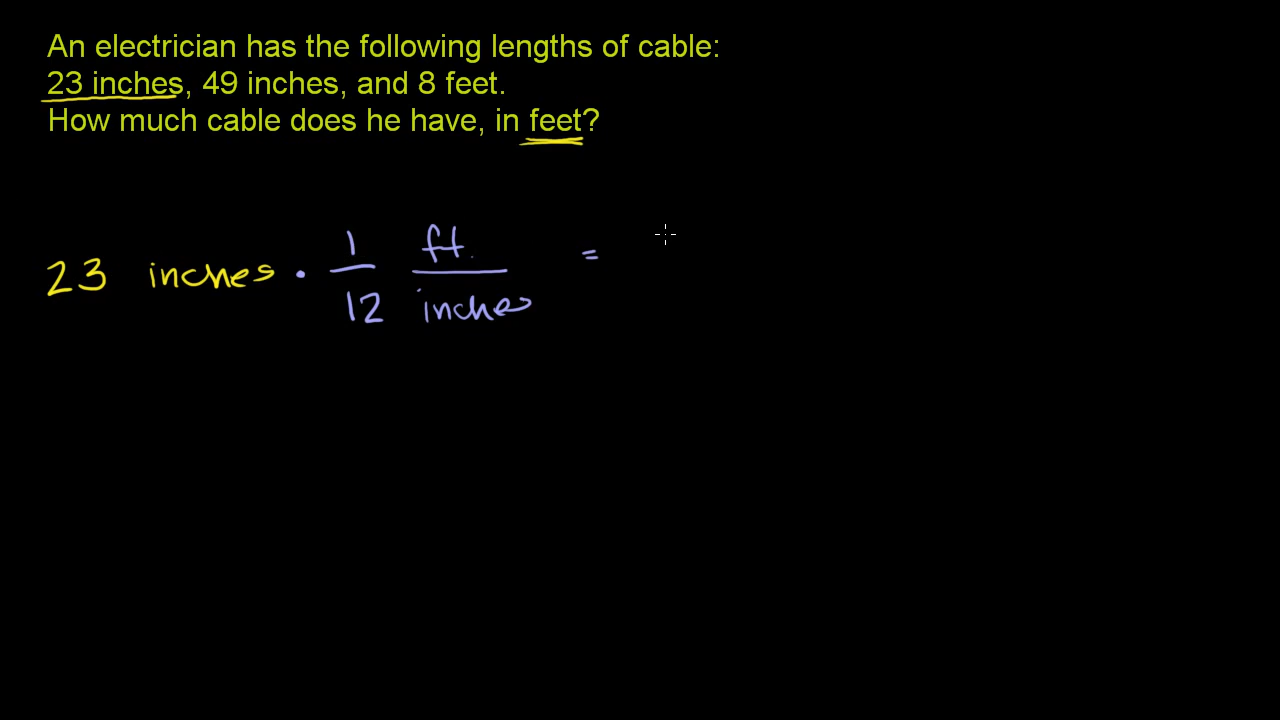 An electrician has the following lengths of cable:
23 inches, 49 inches, and 8 feet.
How much cable does he have, in feet?
23 inches · 1/12 ft./inches =